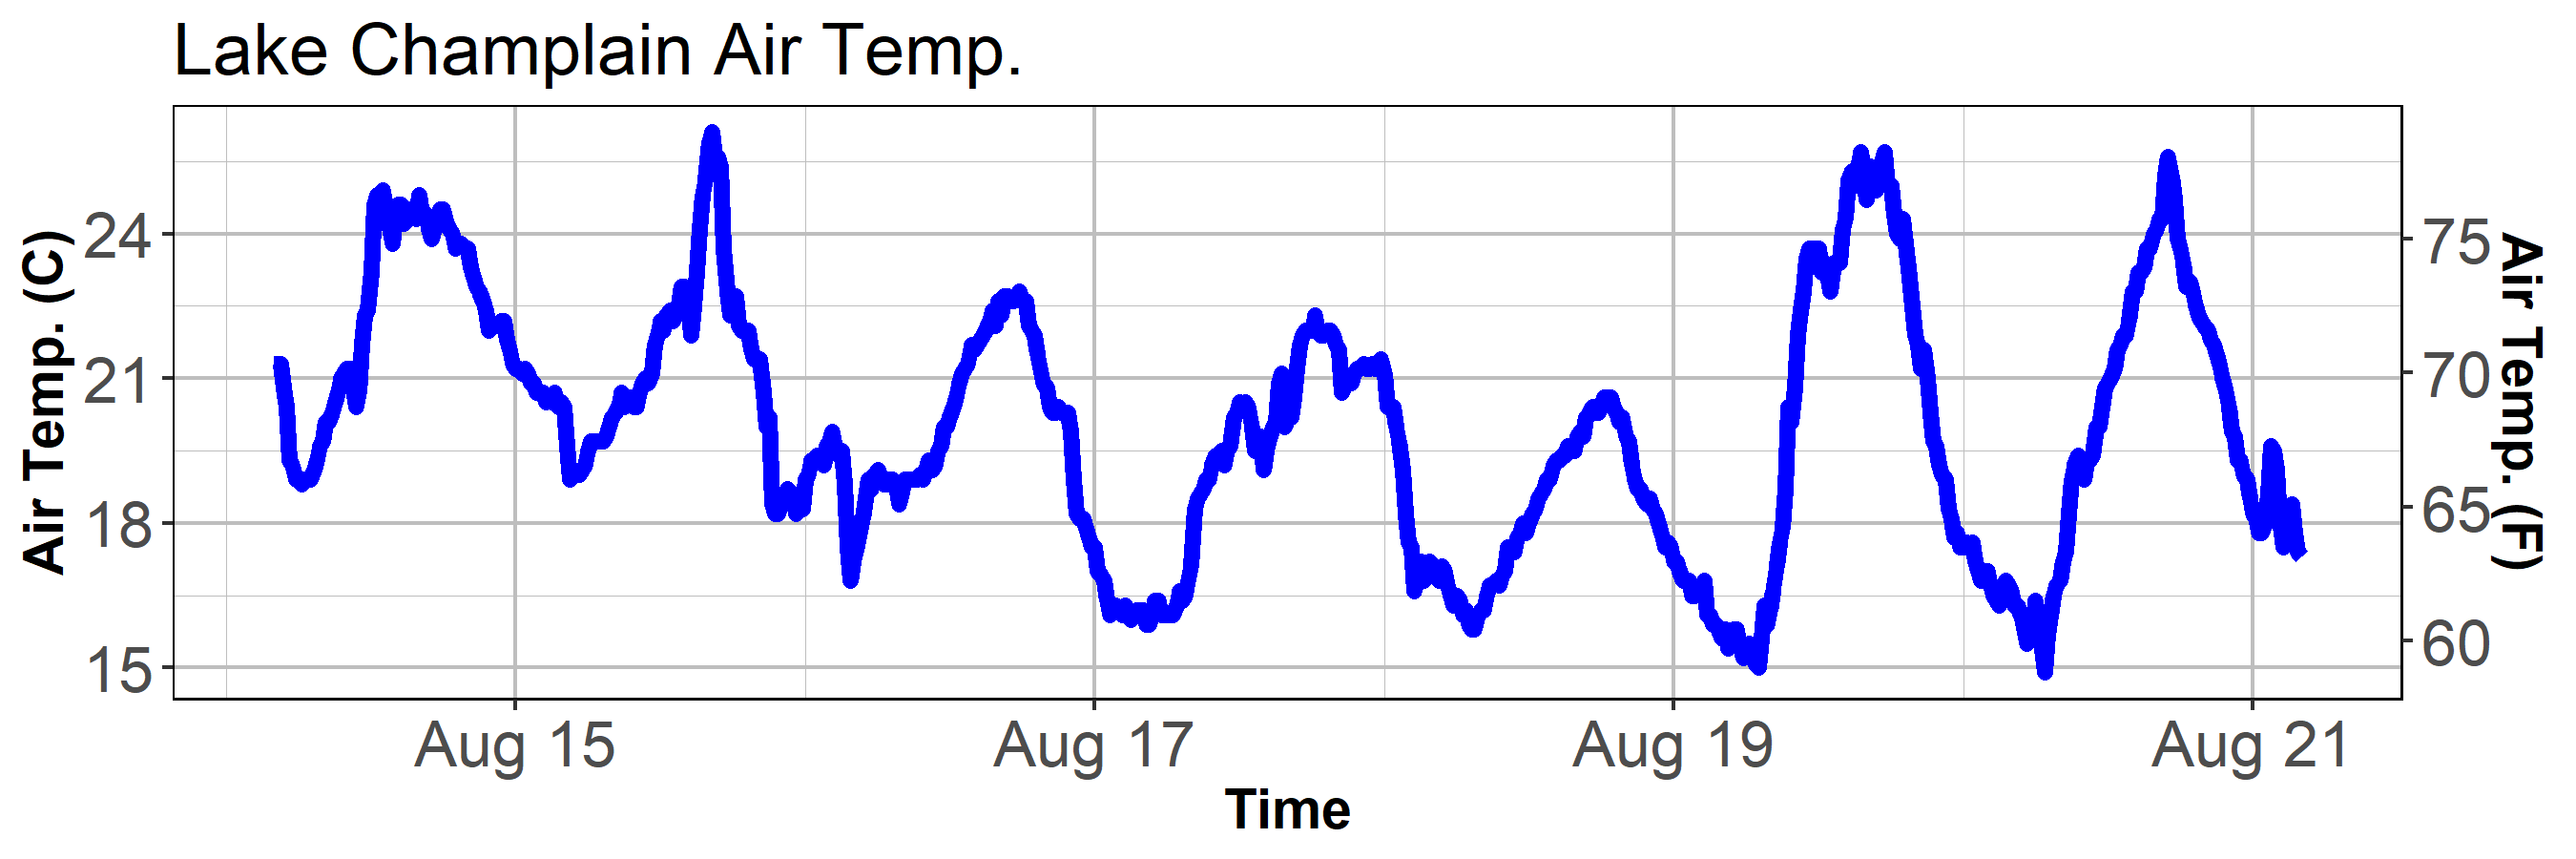 Lake Champlain Air Temp.
Air Temp. (C)
24
21
18
15
75
70
65
60
Air Temp. (F)
Aug 15
Aug 17
Aug 19
Aug 21
Time